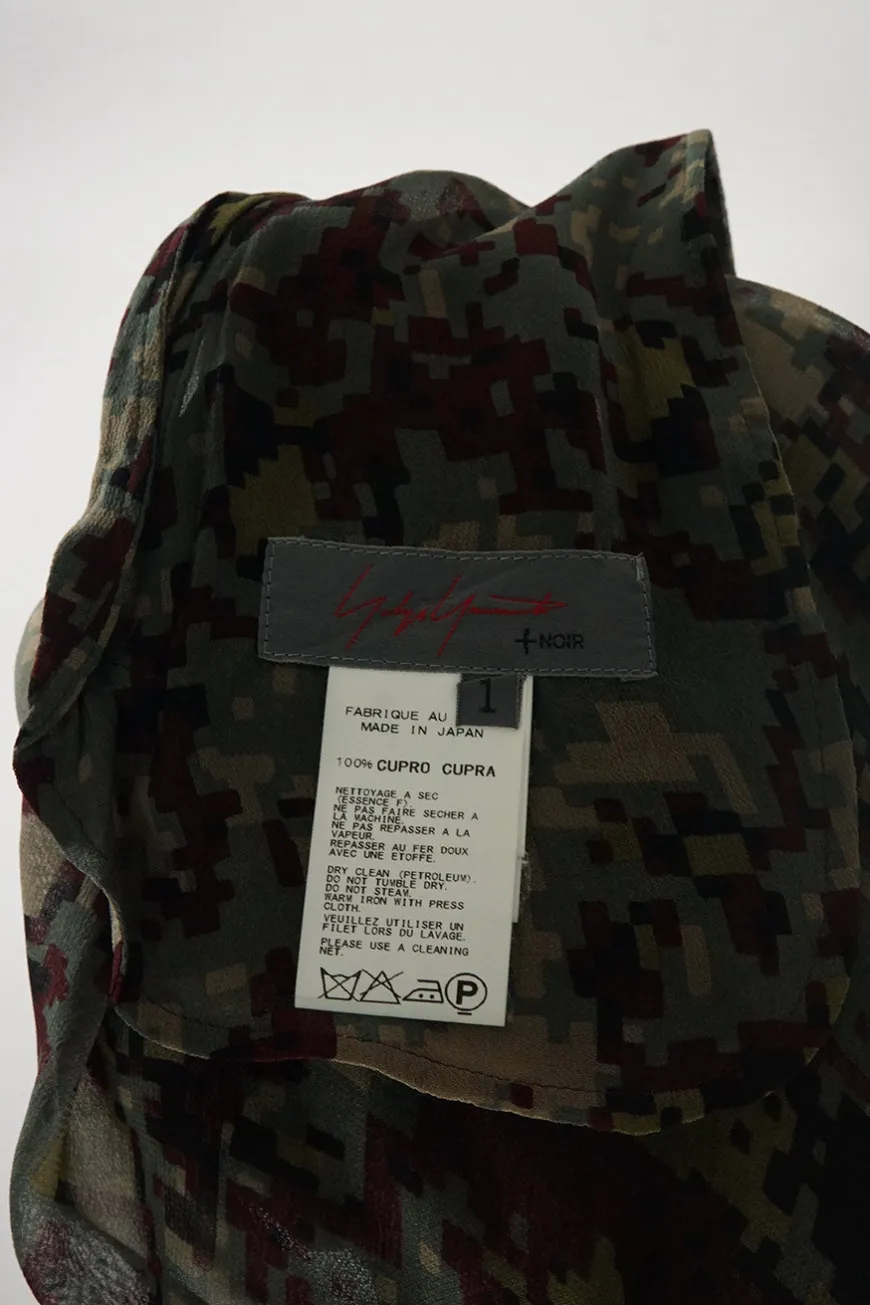 Yohji Yamamoto
+NOIR
1
FABRIQUE AU
MADE IN JAPAN
100% CUPRO CUPRA
NETTOYAGE A SEC
(ESSENCE F).
NE PAS FAIRE SECHER A
LA MACHINE.
NE PAS REPASSER A LA
VAPEUR.
REPASSER AU FER DOUX
AVEC UNE ETOFFE.
DRY CLEAN (PETROLEUM).
DO NOT TUMBLE DRY.
DO NOT STEAM.
WARM IRON WITH PRESS
CLOTH.
VEUILLEZ UTILISER UN
FILET LORS DU LAVAGE.
PLEASE USE A CLEANING
NET.
P